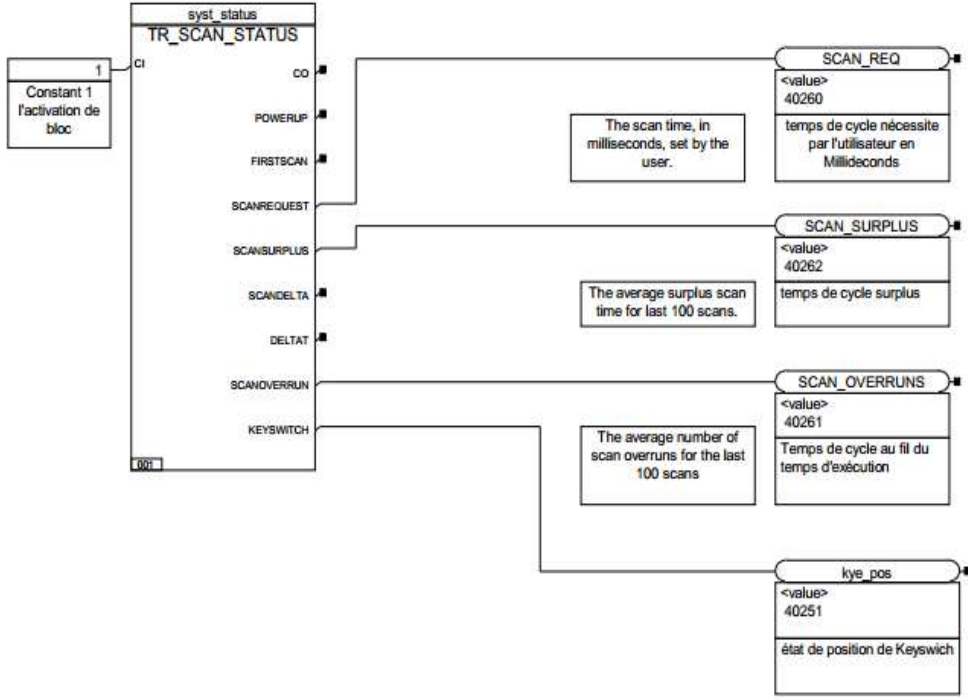 syst_status
TR_SCAN_STATUS
1
CI
Constant 1
l'activation de
bloc
CO
POWERUP
FIRSTSCAN
SCANREQUEST
SCANSURPLUS
SCANDELTA
DELTAT
SCANOVERRUN
KEYSWITCH
001
The scan time, in
milliseconds, set by the
user.
SCAN_REQ
<value>
40260
temps de cycle nécessite
par l'utilisateur en
Millideconds
The average surplus scan
time for last 100 scans.
SCAN_SURPLUS
<value>
40262
temps de cycle surplus
The average number of
scan overruns for the last
100 scans
SCAN_OVERRUNS
<value>
40261
Temps de cycle au fil du
temps d'exécution
kye_pos
<value>
40251
état de position de Keyswich